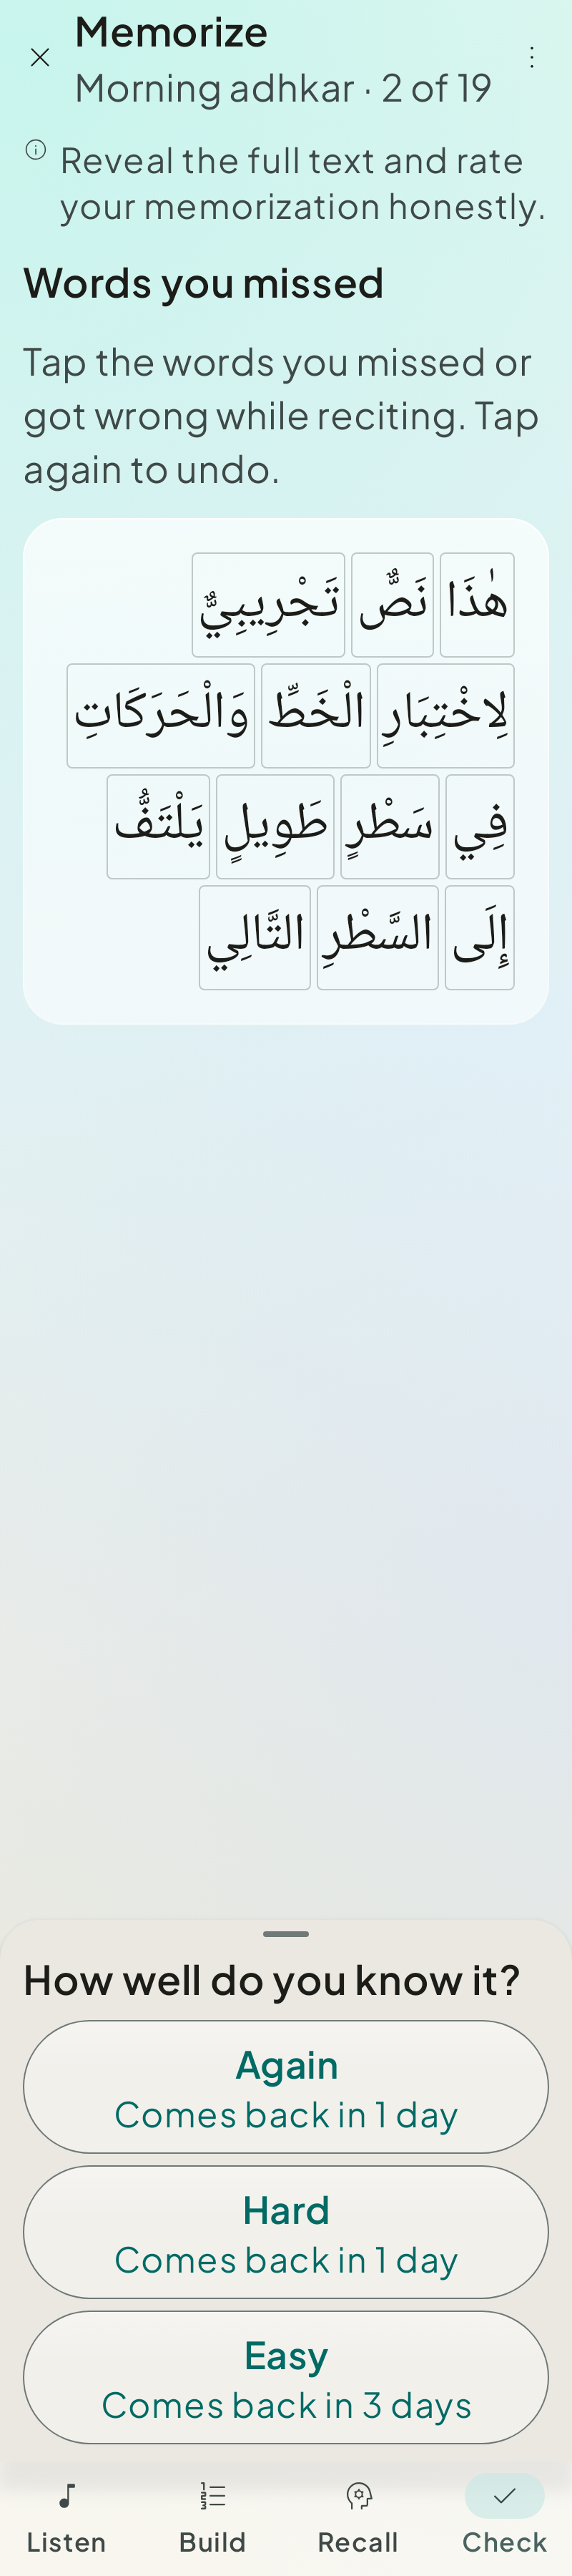 Memorize
Morning adhkar · 2 of 19
Reveal the full text and rate
your memorization honestly.
Words you missed
Tap the words you missed or
got wrong while reciting. Tap
again to undo.
هٰذَا نَصٌّ تَجْرِيبِيٌّ
لِاخْتِبَارِ الْخَطِّ وَالْحَرَكَاتِ
فِي سَطْرٍ طَوِيلٍ يَلْتَفُّ
إِلَى السَّطْرِ التَّالِي
How well do you know it?
Again
Comes back in 1 day
Hard
Comes back in 1 day
Easy
Comes back in 3 days
Listen Build Recall Check